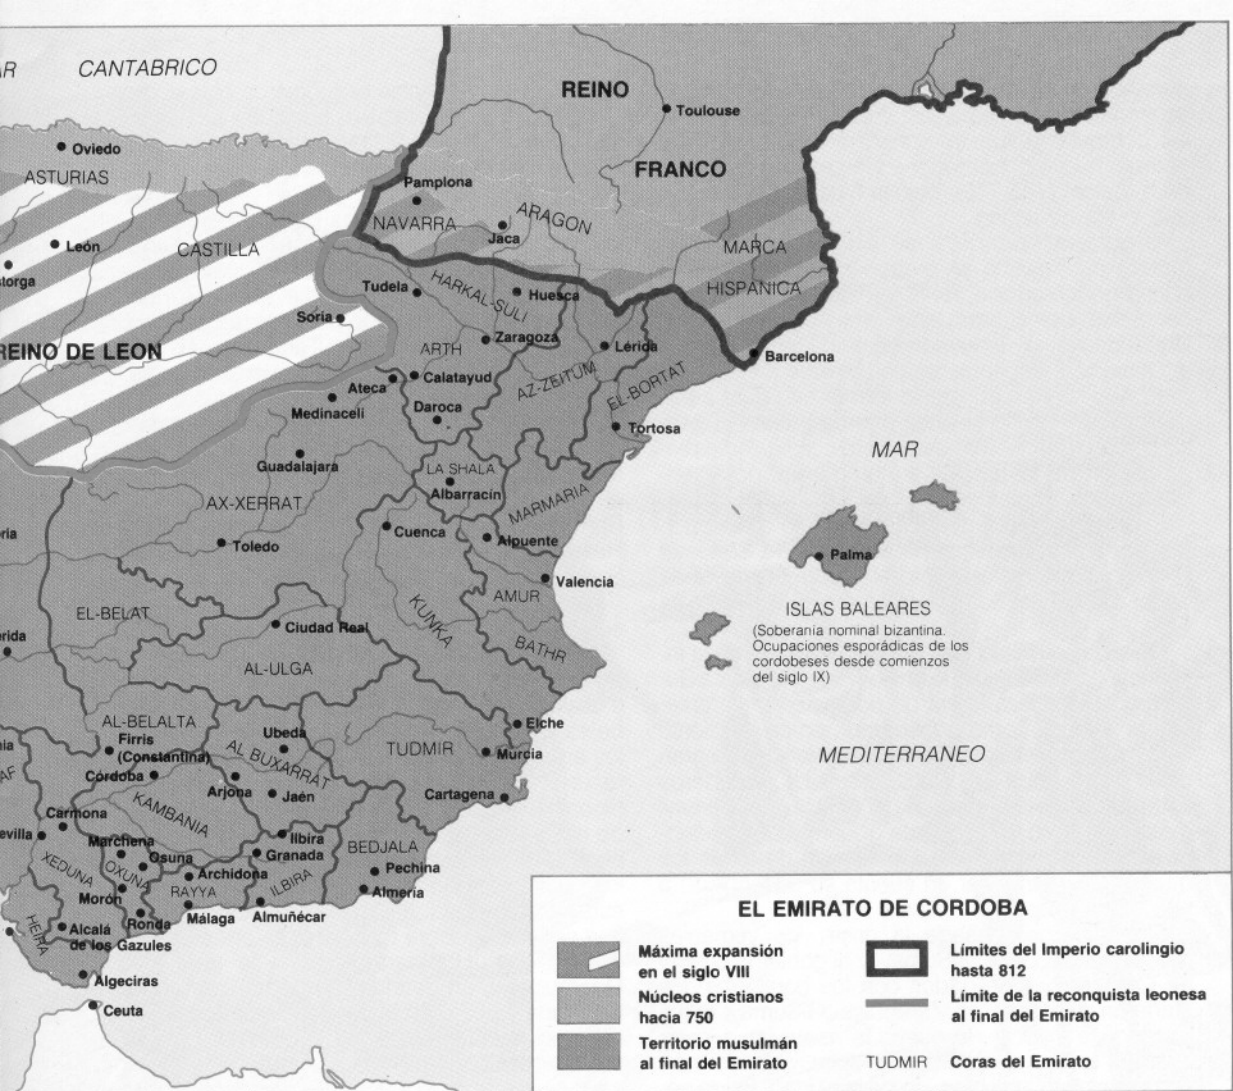 CANTABRICO
REINO
FRANCO
Toulouse
Oviedo
ASTURIAS
Pamplona
NAVARRA
ARAGON
Jaca
MARCA
HISPANICA
León
CASTILLA
Tudela
HARKAL-SULI
Huesca
Soria
Zaragoza
Lérida
REINO DE LEON
ARTH
Barcelona
Ateca
Calatayud
AZ-ZEITUM
EL-BORTAT
Medinaceli
Daroca
Tortosa
MAR
Guadalajara
LA SHALA
Albarracín
AX-XERRAT
MARMARIA
Cuenca
Alpuente
Toledo
Palma
Valencia
AMUR
EL-BELAT
KUNKA
ISLAS BALEARES
(Soberanía nominal bizantina.
Ocupaciones esporádicas de los
cordobeses desde comienzos
del siglo IX)
Ciudad Real
BATHR
AL-ULGA
AL-BELALTA
Elche
Firris
(Constantina)
Ubeda
AL BUXARRAT
TUDMIR
Murcia
MEDITERRANEO
Córdoba
Arjona
Jaén
Cartagena
KAMBANIA
Carmona
Marchena
Ilbira
BEDJALA
Osuna
Granada
XEDUNA
OXUNA
Archidona
Pechina
RAYYA
ILBIRA
Almería
Morón
Málaga
Almuñécar
Ronda
HEIRA
Alcalá
de los Gazules
Algeciras
Ceuta
EL EMIRATO DE CORDOBA
Máxima expansión
en el siglo VIII
Núcleos cristianos
hacia 750
Territorio musulmán
al final del Emirato
Límites del Imperio carolingio
hasta 812
Límite de la reconquista leonesa
al final del Emirato
TUDMIR Coras del Emirato